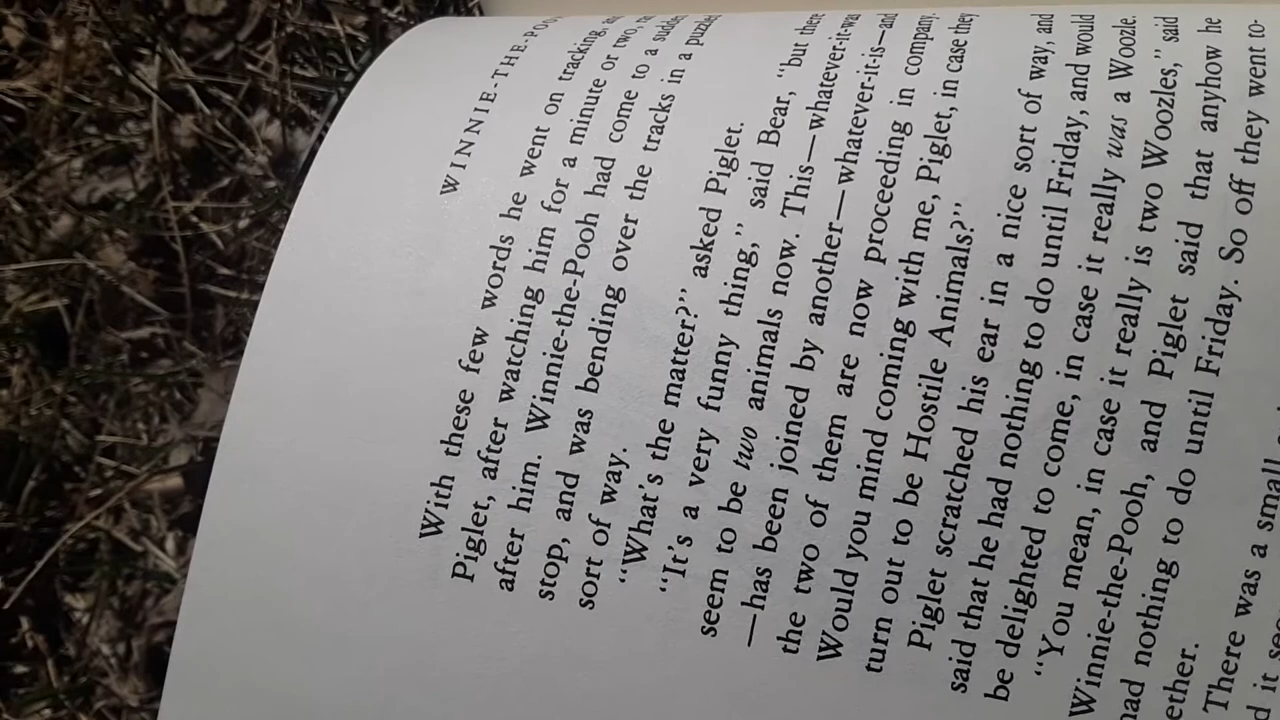 WINNIE-THE-POO
With these few words he went on tracking, and
Piglet, after watching him for a minute or two, ran
after him. Winnie-the-Pooh had come to a sudden
stop, and was bending over the tracks in a puzzled
sort of way.
“What’s the matter?” asked Piglet.
“It’s a very funny thing,” said Bear, “but there
seem to be two animals now. This—whatever-it-was
—has been joined by another—whatever-it-is—and
the two of them are now proceeding in company.
Would you mind coming with me, Piglet, in case they
turn out to be Hostile Animals?”
Piglet scratched his ear in a nice sort of way, and
said that he had nothing to do until Friday, and would
be delighted to come, in case it really was a Woozle.
“You mean, in case it really is two Woozles,” said
Winnie-the-Pooh, and Piglet said that anyhow he
had nothing to do until Friday. So off they went to-
ether.
There was a small
d it